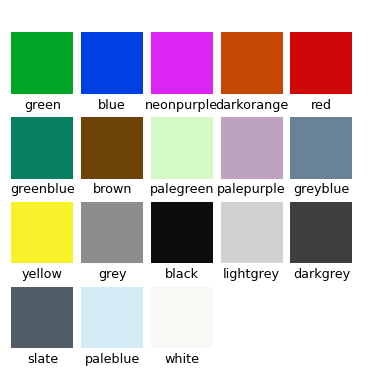 green blue neonpurple darkorange red
greenblue brown palegreen palepurple greyblue
yellow grey black lightgrey darkgrey
slate paleblue white